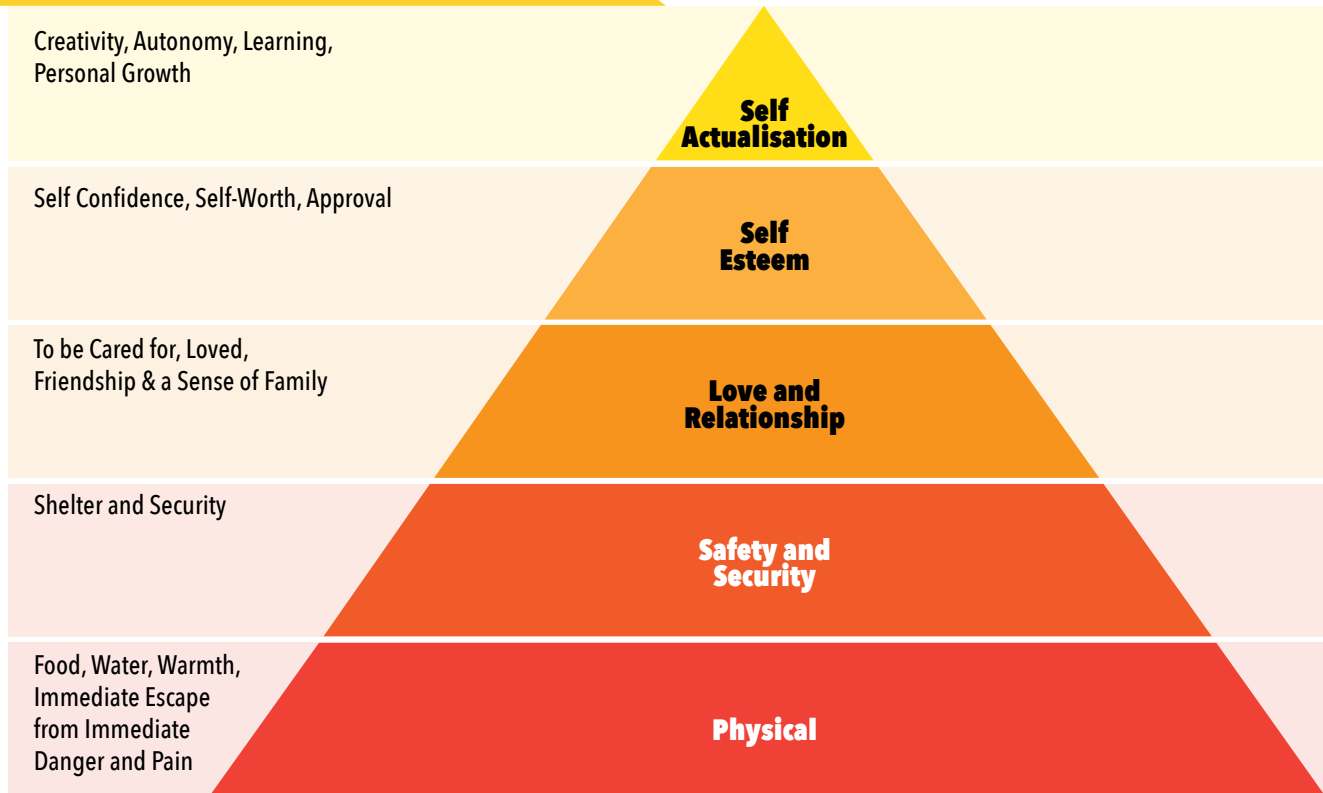 Creativity, Autonomy, Learning,
Personal Growth
Self
Actualisation
Self Confidence, Self-Worth, Approval
Self
Esteem
To be Cared for, Loved,
Friendship & a Sense of Family
Love and
Relationship
Shelter and Security
Safety and
Security
Food, Water, Warmth,
Immediate Escape
from Immediate
Danger and Pain
Physical